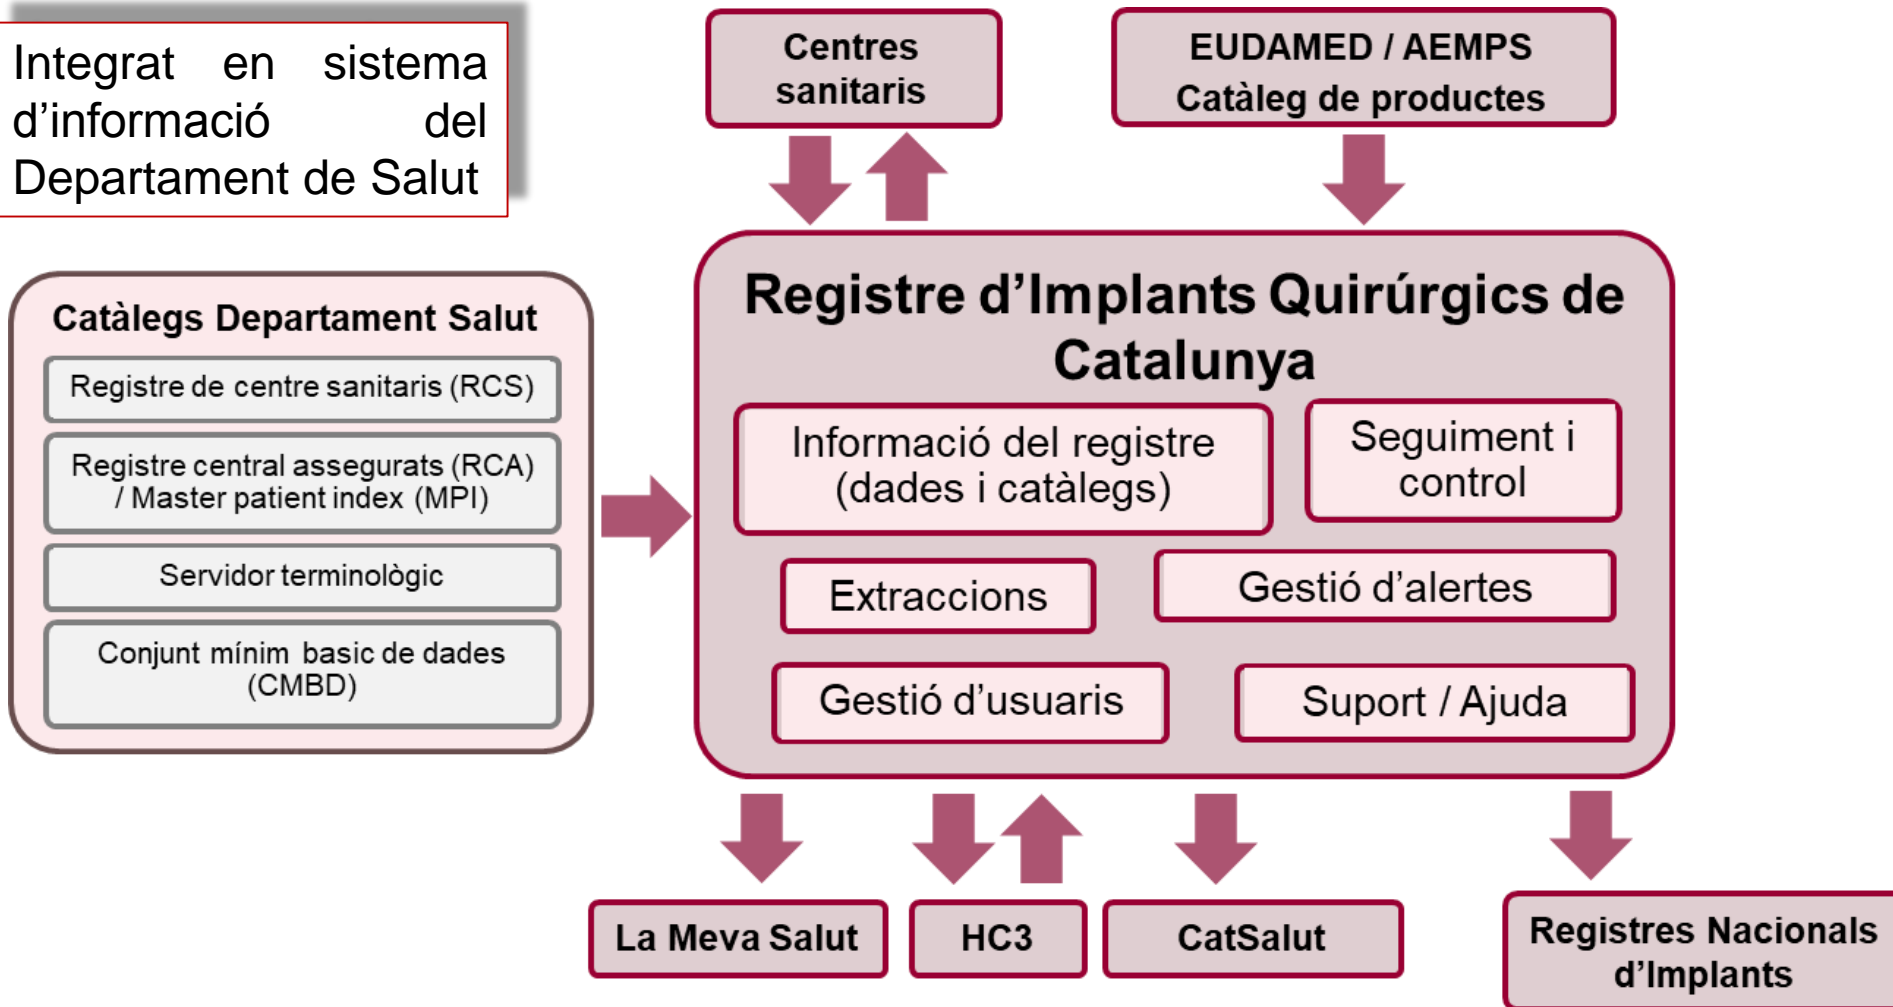 Integrat en sistema
d’informació del
Departament de Salut
Centres
sanitaris
EUDAMED / AEMPS
Catàleg de productes
Catàlegs Departament Salut
Registre de centre sanitaris (RCS)
Registre central assegurats (RCA)
/ Master patient index (MPI)
Servidor terminològic
Conjunt mínim basic de dades
(CMBD)
Registre d’Implants Quirúrgics de
Catalunya
Informació del registre
(dades i catàlegs)
Seguiment i
control
Extraccions
Gestió d’alertes
Gestió d’usuaris
Suport / Ajuda
La Meva Salut
HC3
CatSalut
Registres Nacionals
d’Implants